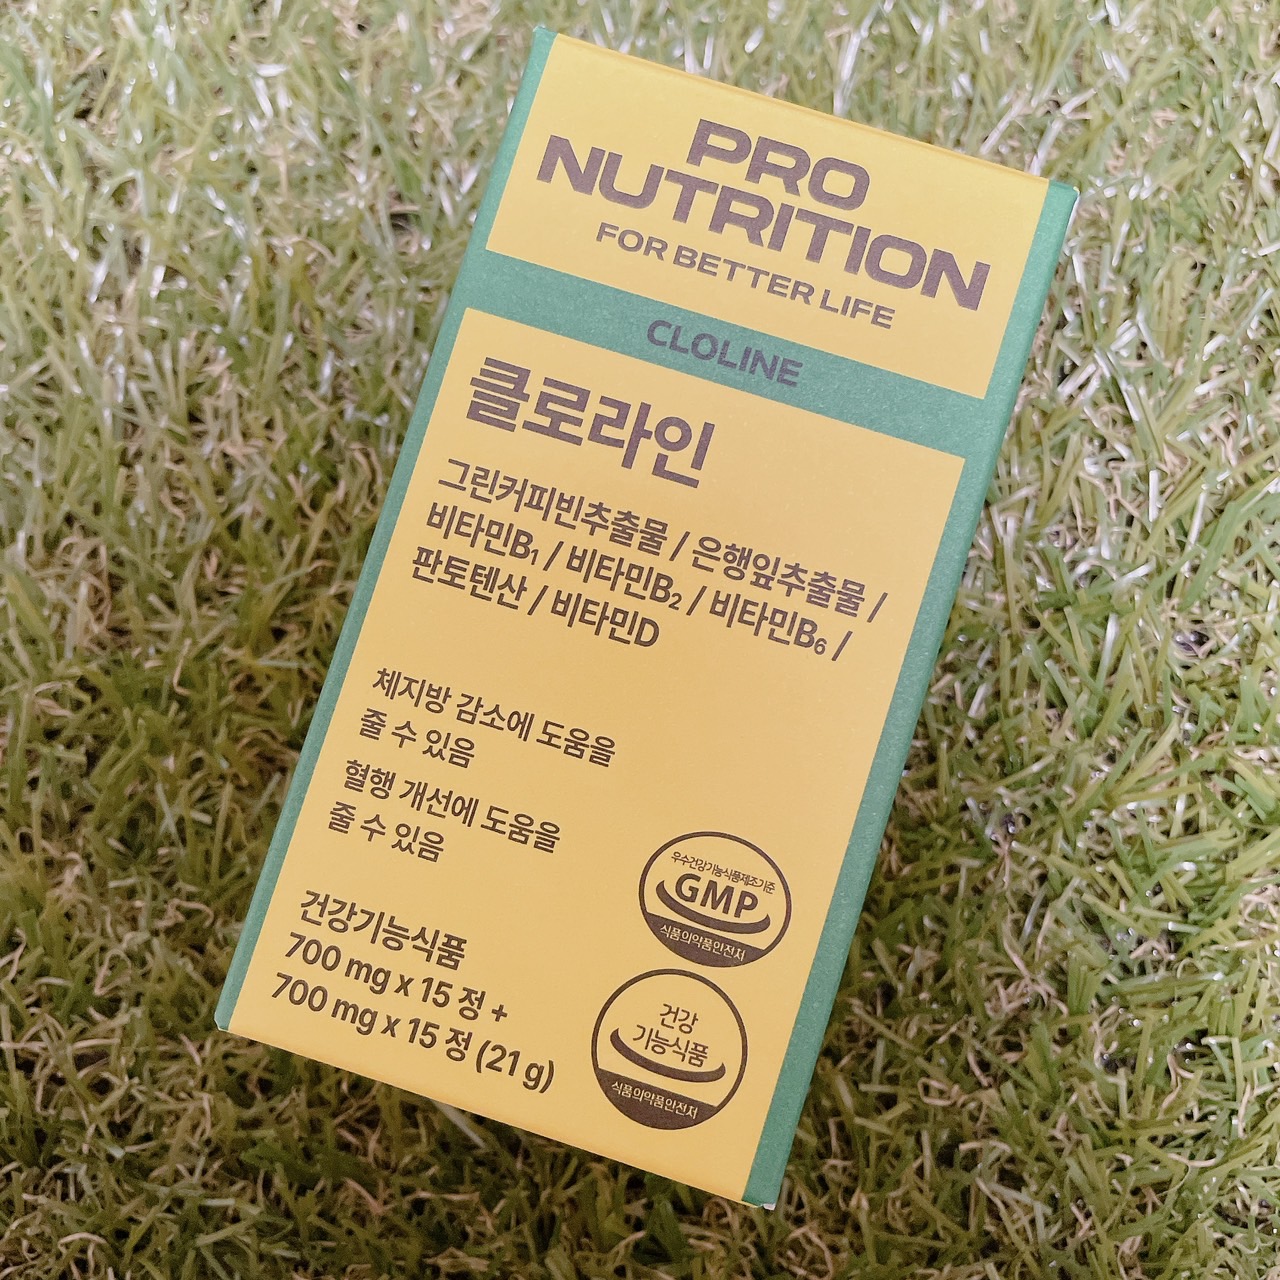 PRO
NUTRITION
FOR BETTER LIFE
CLOLINE
클로라인
그린커피빈추출물 / 은행잎추출물 /
비타민B₁ / 비타민B₂ / 비타민B₆ /
판토텐산 / 비타민D
체지방 감소에 도움을
줄 수 있음
혈행 개선에 도움을
줄 수 있음
건강기능식품
700 mg x 15 정 +
700 mg x 15 정 (21 g)
우수건강기능식품제조기준
GMP
식품의약품안전처
건강
기능식품
식품의약품안전처